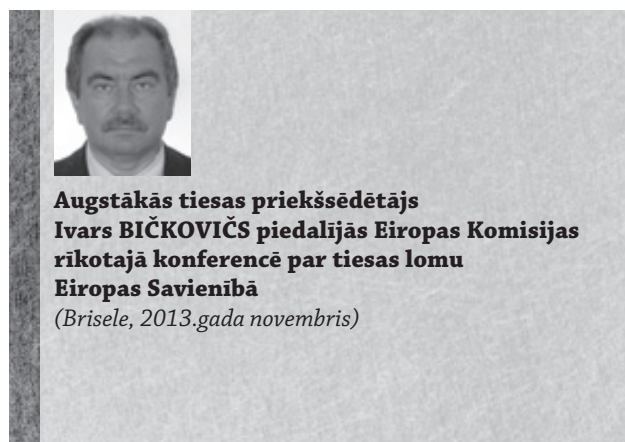 Augstākās tiesas priekšsēdētājs
Ivars BIČKOVIČS piedalījās Eiropas Komisijas
rīkotajā konferencē par tiesas lomu
Eiropas Savienībā
(Brisele, 2013.gada novembris)